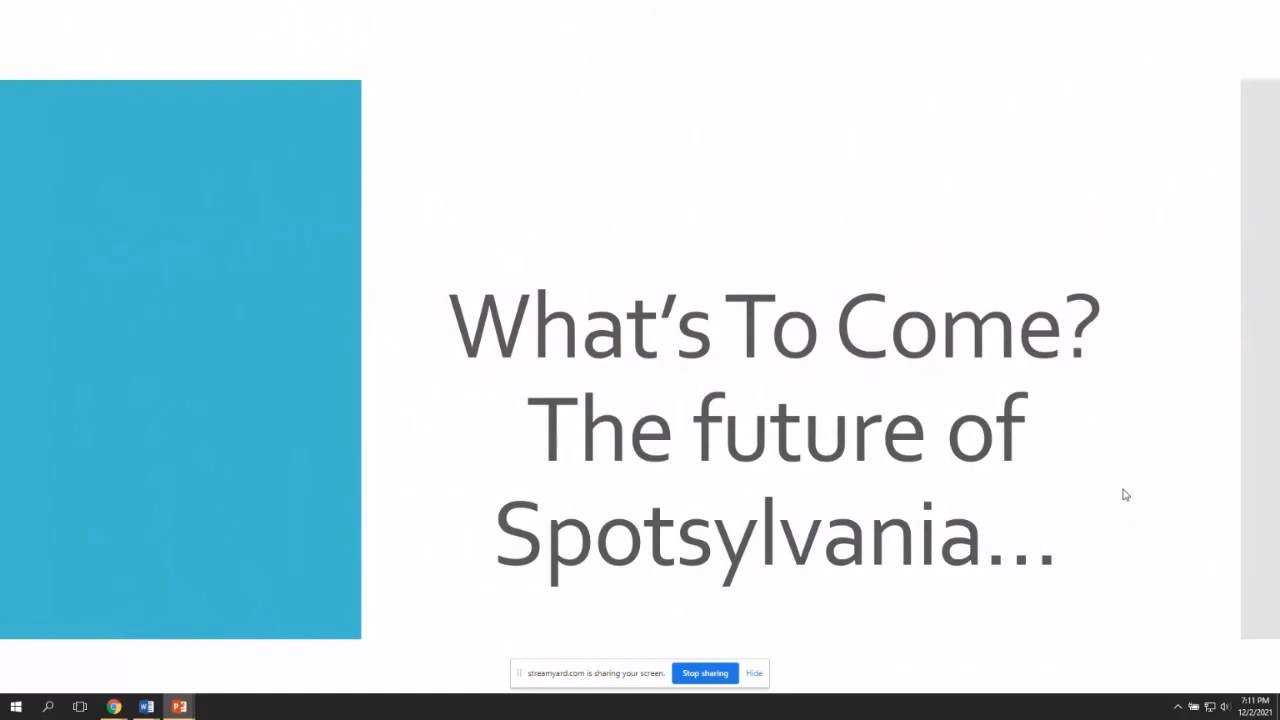 What's To Come?
The future of
Spotsylvania...
streamyard.com is sharing your screen.
Stop sharing
Hide
7:11 PM
12/2/2021